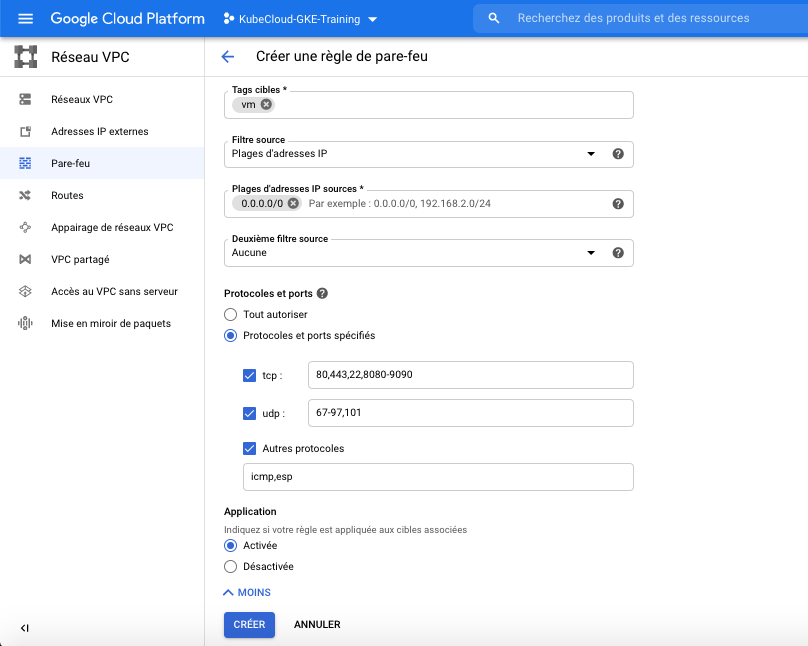 Google Cloud Platform
KubeCloud-GKE-Training
Recherchez des produits et des ressources
Réseau VPC
Créer une règle de pare-feu
Réseaux VPC
Adresses IP externes
Pare-feu
Routes
Appairage de réseaux VPC
VPC partagé
Accès au VPC sans serveur
Mise en miroir de paquets
Tags cibles *
vm
Filtre source
Plages d'adresses IP
Plages d'adresses IP sources *
0.0.0.0/0 Par exemple : 0.0.0.0/0, 192.168.2.0/24
Deuxième filtre source
Aucune
Protocoles et ports
Tout autoriser
Protocoles et ports spécifiés
tcp : 80,443,22,8080-9090
udp : 67-97,101
Autres protocoles
icmp,esp
Application
Indiquez si votre règle est appliquée aux cibles associées
Activée
Désactivée
MOINS
CRÉER ANNULER